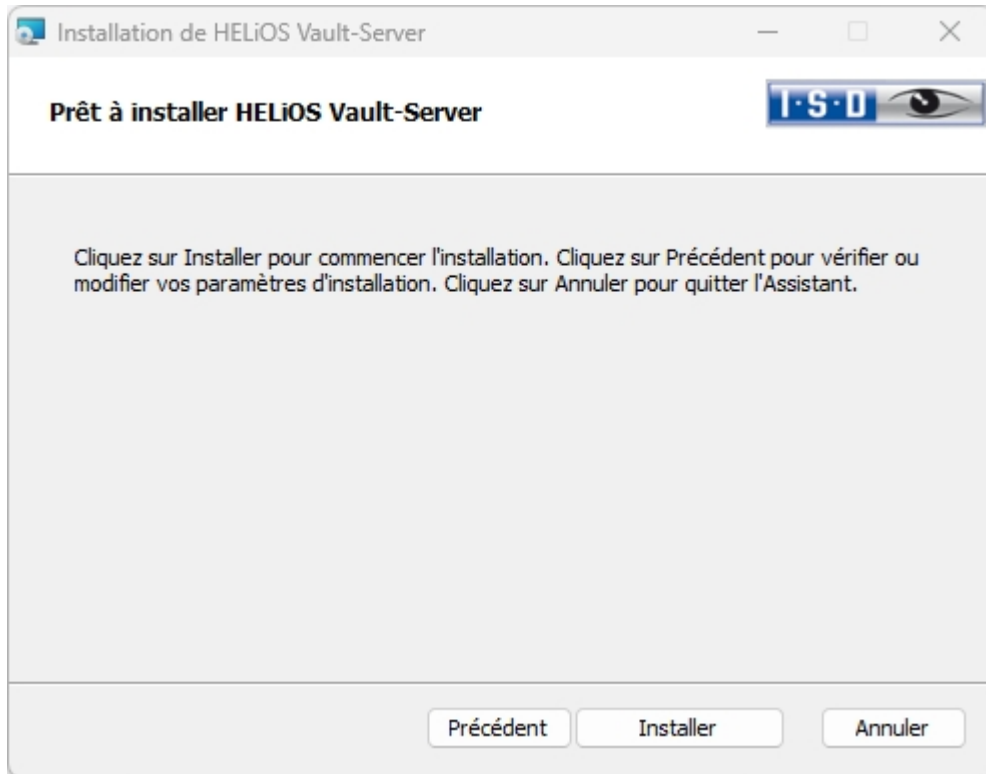 Installation de HELiOS Vault-Server
Prêt à installer HELiOS Vault-Server
I·S·D
Cliquez sur Installer pour commencer l'installation. Cliquez sur Précédent pour vérifier ou
modifier vos paramètres d'installation. Cliquez sur Annuler pour quitter l'Assistant.
Précédent
Installer
Annuler